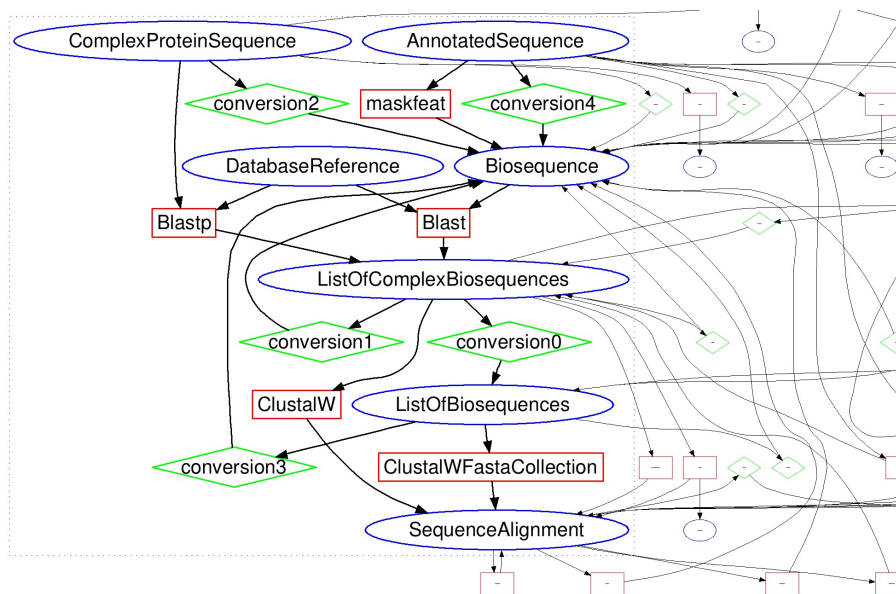 ComplexProteinSequence
AnnotatedSequence
conversion2
maskfeat
conversion4
DatabaseReference
Biosequence
Blastp
Blast
ListOfComplexBiosequences
conversion1
conversion0
ClustalW
ListOfBiosequences
conversion3
ClustalWFastaCollection
SequenceAlignment